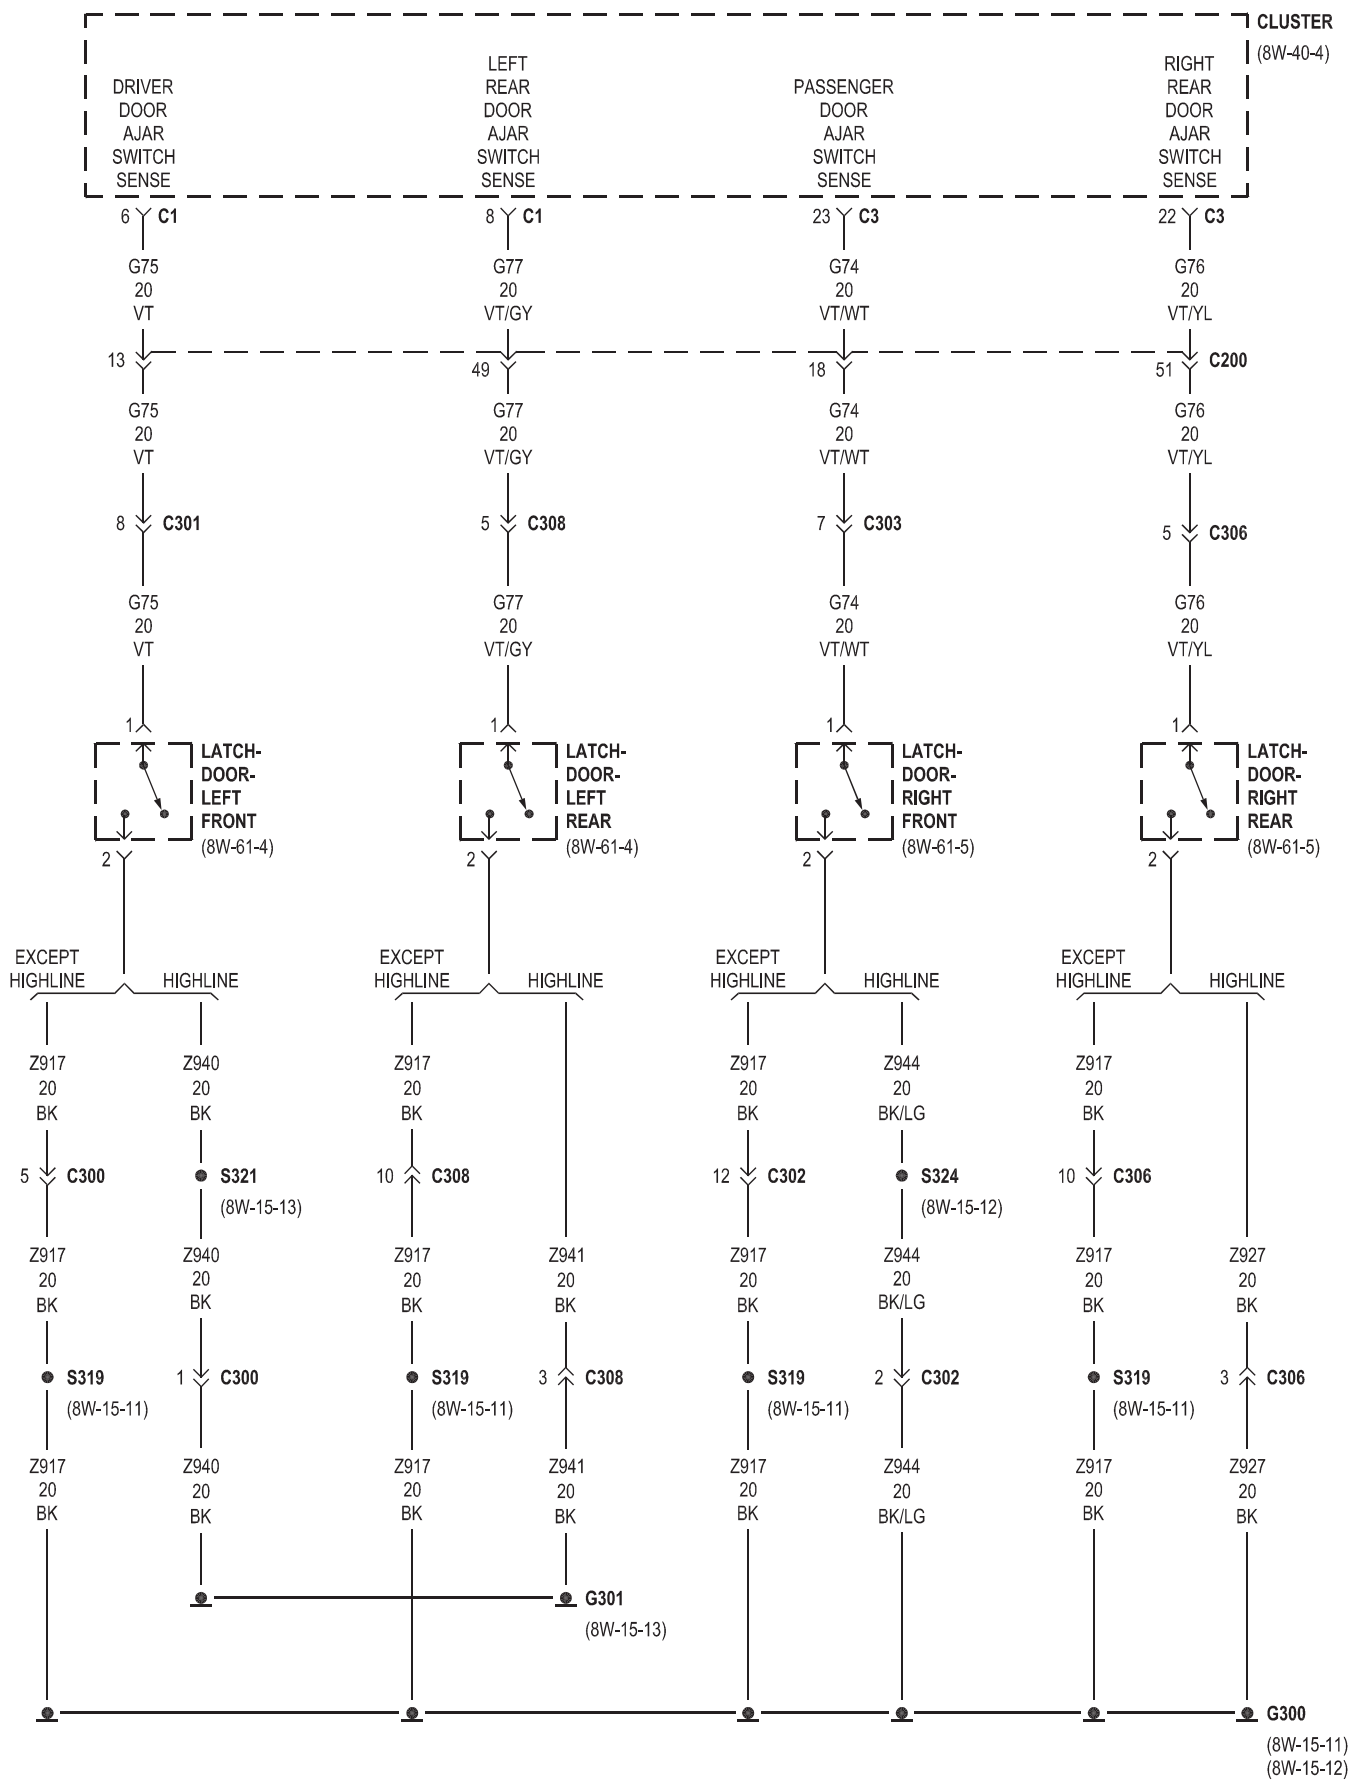 CLUSTER
(8W-40-4)
DRIVER
DOOR
AJAR
SWITCH
SENSE
LEFT
REAR
DOOR
AJAR
SWITCH
SENSE
PASSENGER
DOOR
AJAR
SWITCH
SENSE
RIGHT
REAR
DOOR
AJAR
SWITCH
SENSE
6 C1 8 C1 23 C3 22 C3
G75 G77 G74 G76
20 20 20 20
VT VT/GY VT/WT VT/YL
13 49 18 51 C200
G75 G77 G74 G76
20 20 20 20
VT VT/GY VT/WT VT/YL
8 C301 5 C308 7 C303 5 C306
G75 G77 G74 G76
20 20 20 20
VT VT/GY VT/WT VT/YL
1 1 1 1
LATCH-
DOOR-
LEFT
FRONT
(8W-61-4)
LATCH-
DOOR-
LEFT
REAR
(8W-61-4)
LATCH-
DOOR-
RIGHT
FRONT
(8W-61-5)
LATCH-
DOOR-
RIGHT
REAR
(8W-61-5)
2 2 2 2
EXCEPT EXCEPT EXCEPT EXCEPT
HIGHLINE HIGHLINE HIGHLINE HIGHLINE HIGHLINE HIGHLINE HIGHLINE HIGHLINE
Z917 Z940 Z917 Z917 Z944 Z917
20 20 20 20 20 20
BK BK BK BK BK/LG BK
5 C300 S321 10 C308 12 C302 S324 10 C306
(8W-15-13) (8W-15-12)
Z917 Z940 Z917 Z941 Z917 Z944 Z917 Z927
20 20 20 20 20 20 20 20
BK BK BK BK BK BK/LG BK BK
S319 1 C300 S319 3 C308 S319 2 C302 S319 3 C306
(8W-15-11) (8W-15-11) (8W-15-11) (8W-15-11)
Z917 Z940 Z917 Z941 Z917 Z944 Z917 Z927
20 20 20 20 20 20 20 20
BK BK BK BK BK BK/LG BK BK
G301
(8W-15-13)
G300
(8W-15-11)
(8W-15-12)